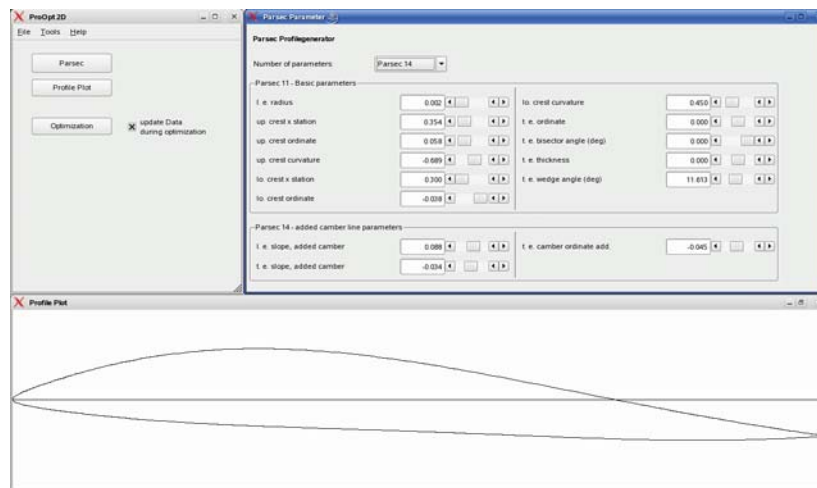 ProOpt 2D
File Tools Help
Parsec
Profile Plot
Optimization
update Data
during optimization
Parsec Parameter
Parsec Profilegenerator
Number of parameters:
Parsec 14
Parsec 11 - Basic parameters
l. e. radius
0.002
up. crest x station
0.354
up. crest ordinate
0.058
up. crest curvature
-0.689
lo. crest x station
0.300
lo. crest ordinate
-0.038
lo. crest curvature
0.450
t. e. ordinate
0.000
t. e. bisector angle (deg)
0.000
t. e. thickness
0.000
t. e. wedge angle (deg)
11.613
Parsec 14 - added camber line parameters
l. e. slope, added camber
0.088
t. e. slope, added camber
-0.034
t. e. camber ordinate add.
-0.045
Profile Plot